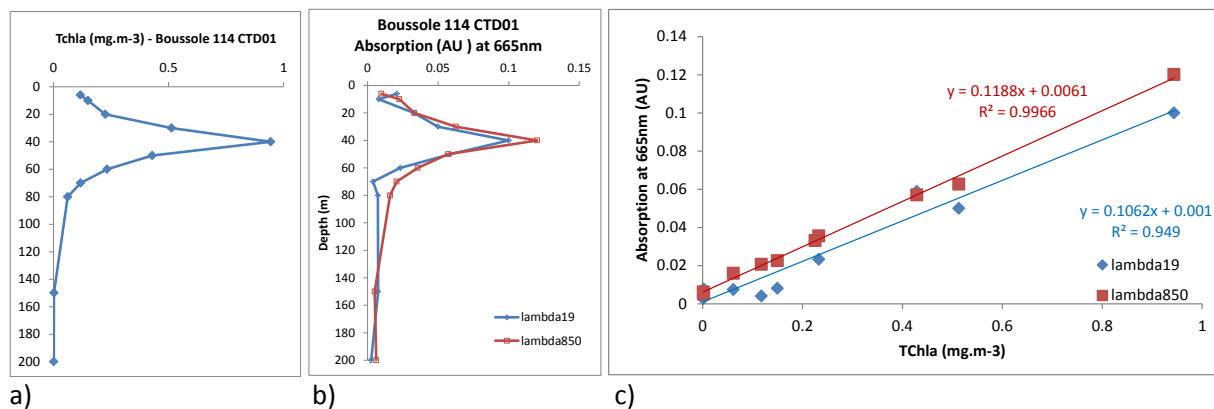 Tchla (mg.m-3) - Boussole 114 CTD01
0 0.5 1
0
20
40
60
80
100
120
140
160
180
200
a)
Boussole 114 CTD01
Absorption (AU ) at 665nm
0 0.05 0.1 0.15
0
20
40
60
80
100
120
140
160
180
200
Depth (m)
lambda19
lambda850
b)
0.14
0.12
0.1
0.08
0.06
0.04
0.02
0
Absorption at 665nm (AU)
y = 0.1188x + 0.0061
R² = 0.9966
y = 0.1062x + 0.001
R² = 0.949
lambda19
lambda850
0 0.2 0.4 0.6 0.8 1
TChla (mg.m-3)
c)